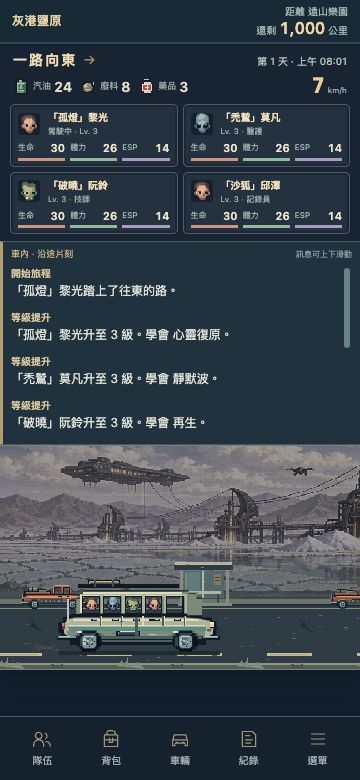 灰港鹽原
距離 遠山樂園
還剩 1,000 公里
一路向東 →
第 1 天 · 上午 08:01
汽油 24 廢料 8 藥品 3
7 km/h
「孤燈」黎光
駕駛中 · Lv. 3
生命 30 體力 26 ESP 14
「禿鷲」莫凡
Lv. 3 · 醫護
生命 30 體力 26 ESP 14
「破曉」阮鈴
Lv. 3 · 技師
生命 30 體力 26 ESP 14
「沙狐」邱澤
Lv. 3 · 記錄員
生命 30 體力 26 ESP 14
車內 · 沿途片刻
訊息可上下滑動
開始旅程
「孤燈」黎光踏上了往東的路。
等級提升
「孤燈」黎光升至 3 級。學會 心靈復原。
等級提升
「禿鷲」莫凡升至 3 級。學會 靜默波。
等級提升
「破曉」阮鈴升至 3 級。學會 再生。
隊伍
背包
車輛
紀錄
選單